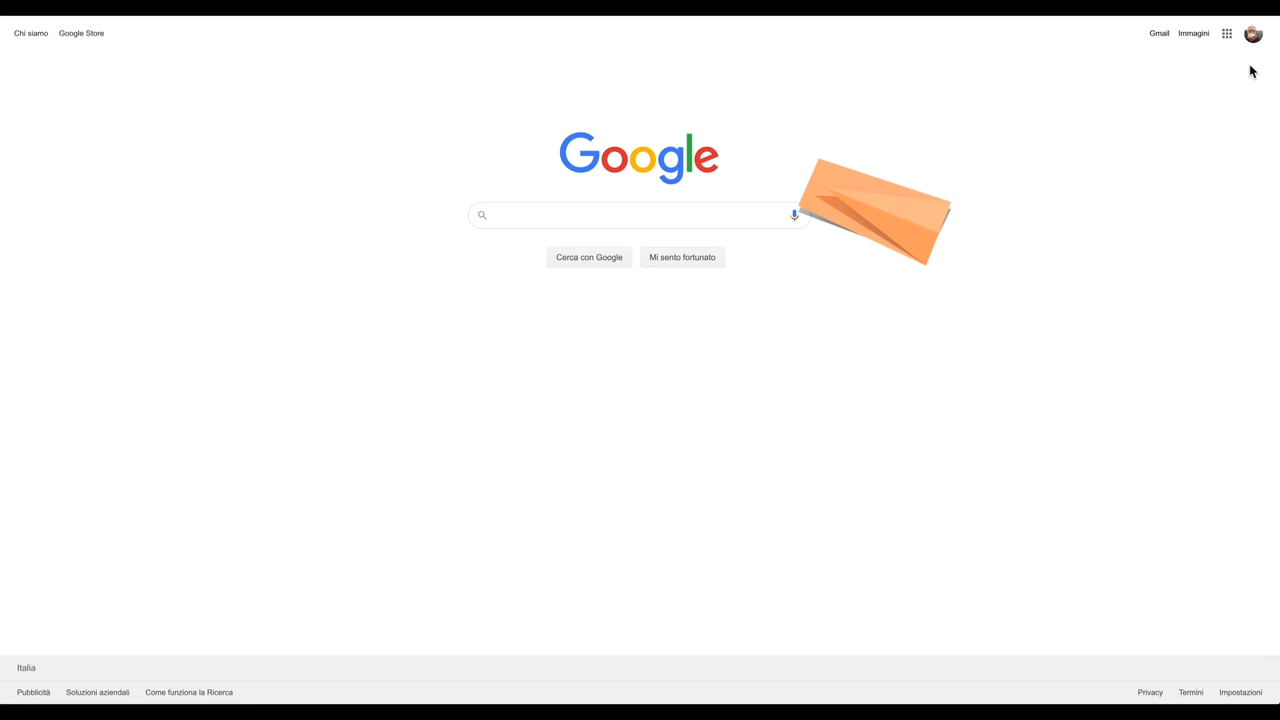 Chi siamo Google Store Gmail Immagini
Google
Cerca con Google Mi sento fortunato
Italia
Pubblicità Soluzioni aziendali Come funziona la Ricerca Privacy Termini Impostazioni